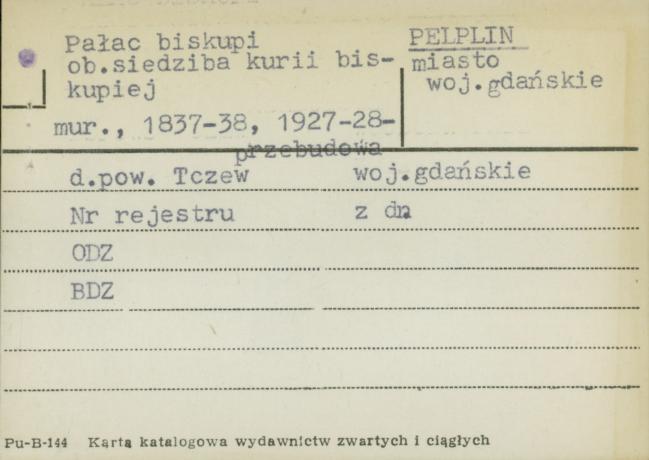 Pałac biskupi
ob.siedziba kurii bis-
kupiej
mur., 1837-38, 1927-28-
przebudowa
PELPLIN
miasto
woj.gdańskie
d.pow. Tczew woj.gdańskie
Nr rejestru z dn
ODZ
BDZ
Pu-B-144 Karta katalogowa wydawnictw zwartych i ciągłych